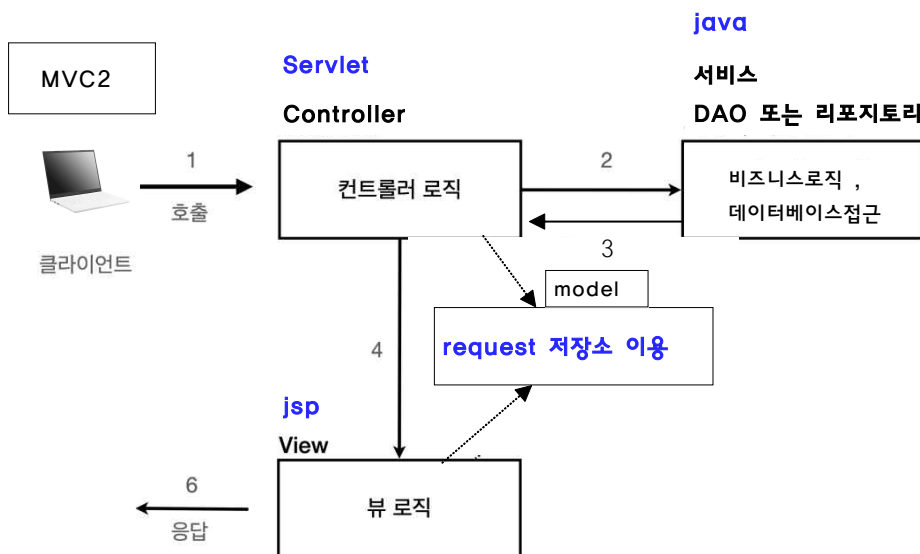 java
MVC2
Servlet
서비스
Controller
DAO 또는 리포지토리
1
호출
컨트롤러 로직
2
비즈니스로직 ,
데이터베이스접근
클라이언트
3
model
request 저장소 이용
4
jsp
View
6
응답
뷰 로직